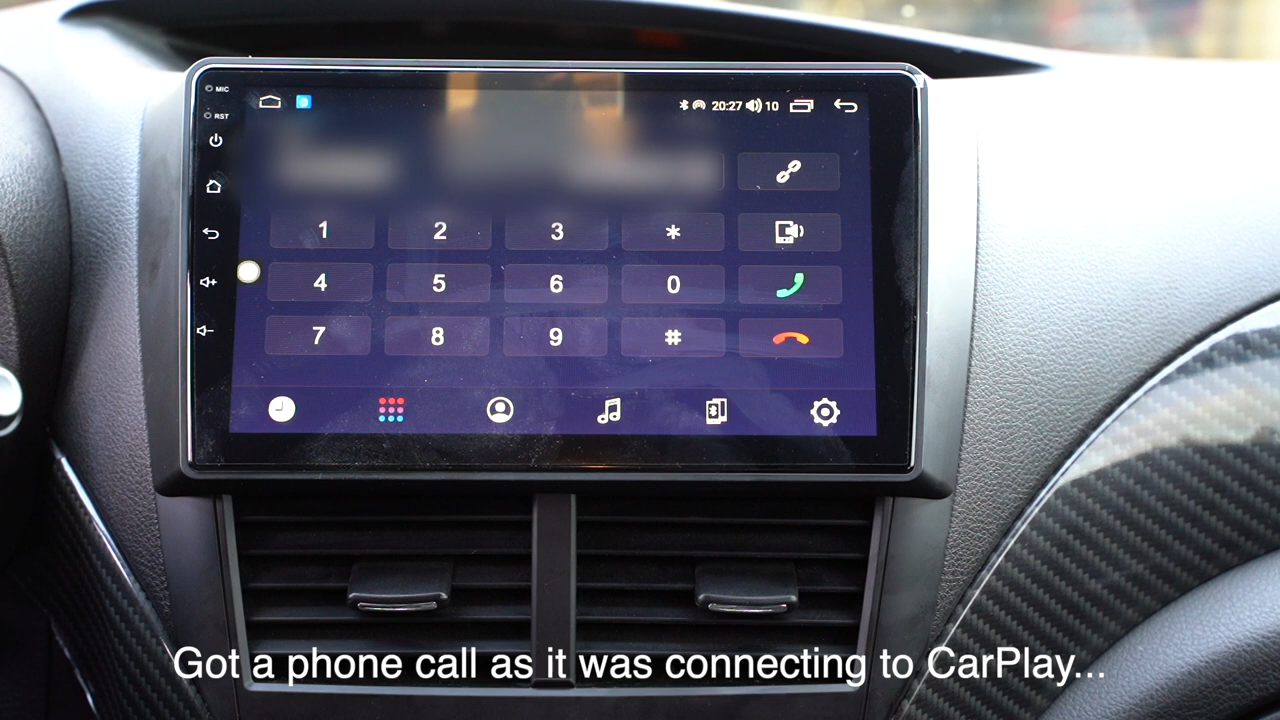 MIC
RST
20:27 10
1 2 3 *
4 5 6 0
7 8 9 #
Got a phone call as it was connecting to CarPlay...